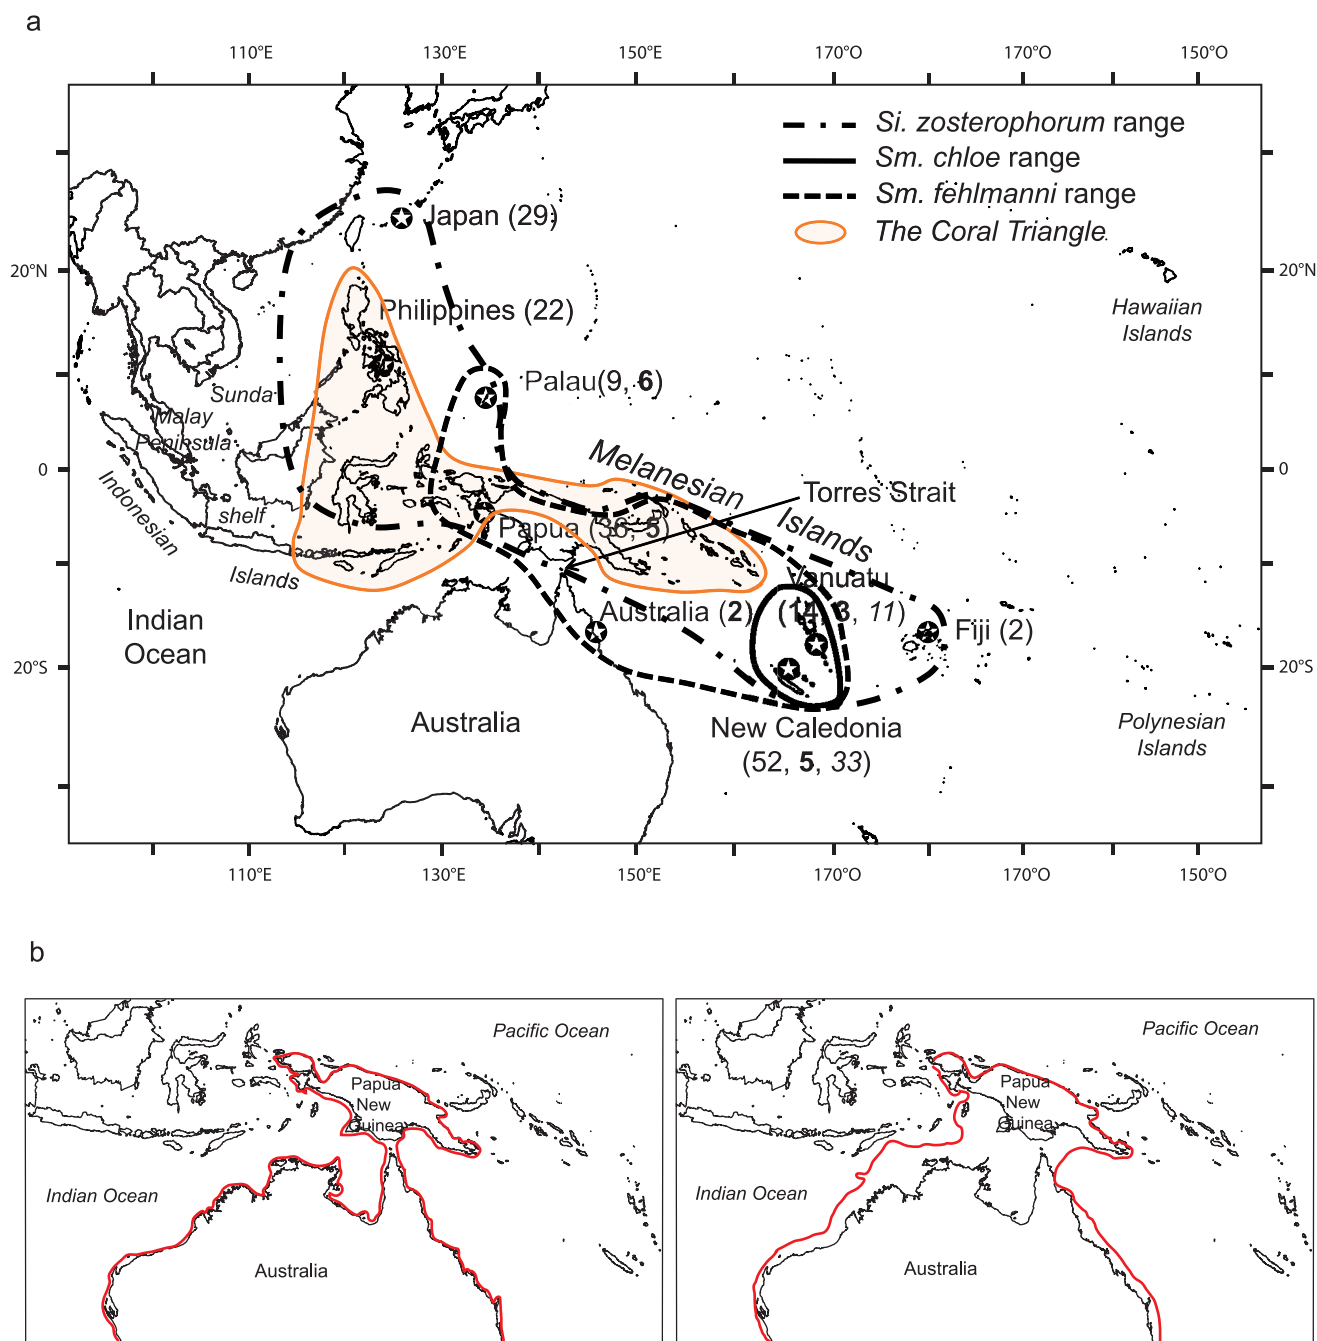 a
110°E 130°E 150°E 170°O 170°O 150°O
Si. zosterophorum range
Sm. chloe range
Sm. fehlmanni range
The Coral Triangle
Japan (29)
20°N 20°N
Philippines (22)
Hawaiian
Islands
Palau(9, 6)
Sunda
Malay
Peninsula
shelf
Indonesian
Islands
0 0
Melanesian
Islands
Torres Strait
Papua (36, 5)
Vanuatu
(14, 3, 11)
Australia (2)
Fiji (2)
Indian
Ocean
20°S 20°S
Australia
New Caledonia
(52, 5, 33)
Polynesian
Islands
110°E 130°E 150°E 170°O 170°O 150°O
b
Pacific Ocean
Papua
New
Guinea
Indian Ocean
Australia
Pacific Ocean
Papua
New
Guinea
Indian Ocean
Australia